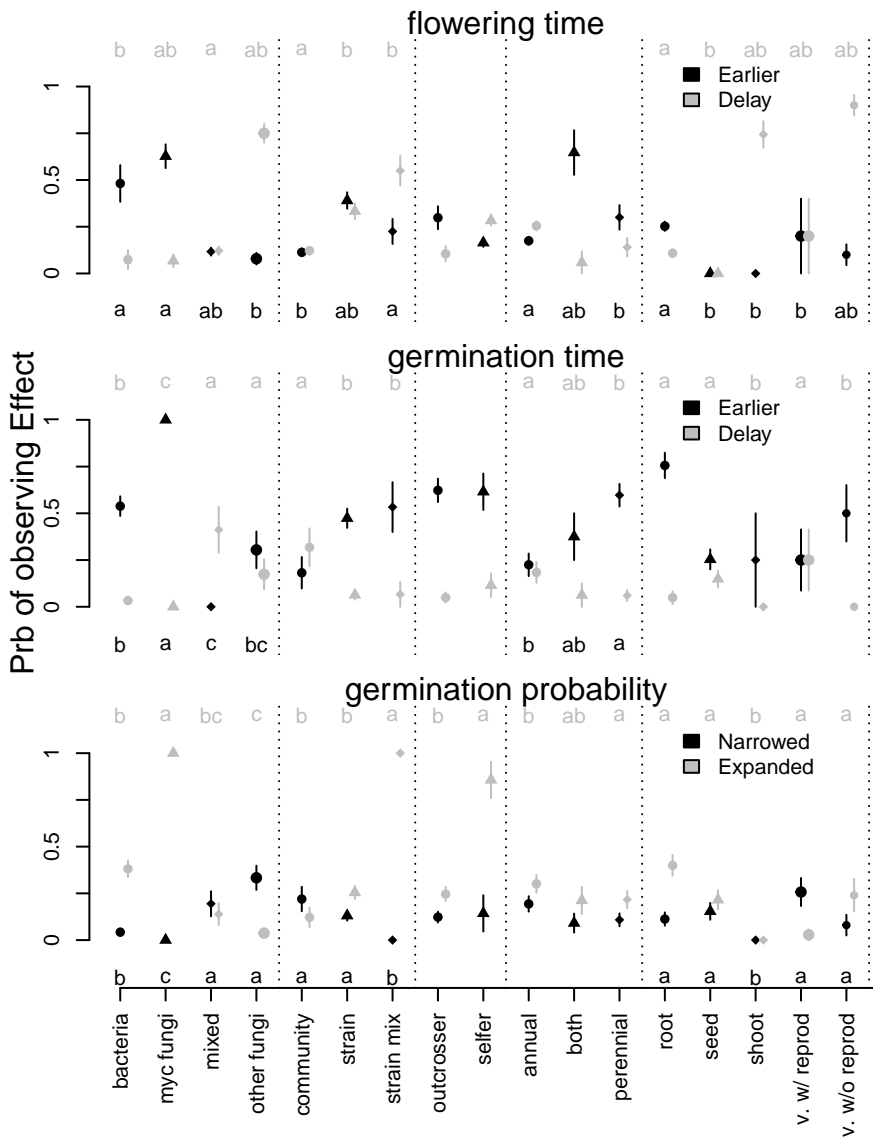 flowering time
b ab a ab a b b a ab b ab ab
Earlier
Delay
1
0.5
0
a a ab b b ab a a ab b a b b b ab
germination time
b c a a a b b a ab b a a b a b
Earlier
Delay
1
0.5
0
b a c bc b ab a
germination probability
b a bc c b b a b a b ab a a a b a a
Narrowed
Expanded
1
0.5
0
b c a a a a b a a b a a
Prb of observing Effect
bacteria
myc fungi
mixed
other fungi
community
strain
strain mix
outcrosser
selfer
annual
both
perennial
root
seed
shoot
v. w/ reprod
v. w/o reprod